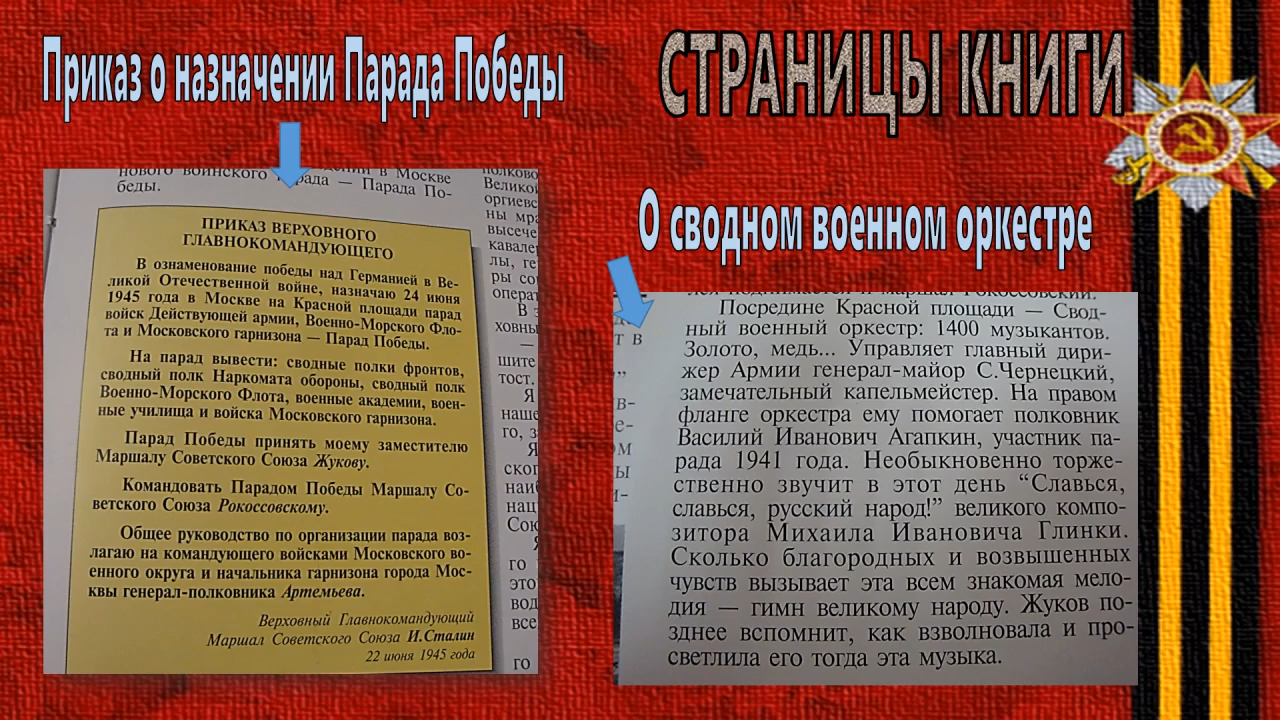 Приказ о назначении Парада Победы
СТРАНИЦЫ КНИГИ
нового воинского
в Москве
рада — Парада По-
беды.
ПРИКАЗ ВЕРХОВНОГО
ГЛАВНОКОМАНДУЮЩЕГО
В ознаменование победы над Германией в Ве-
ликой Отечественной войне, назначаю 24 июня
1945 года в Москве на Красной площади парад
войск Действующей армии, Военно-Морского Фло-
та и Московского гарнизона — Парад Победы.
На парад вывести: сводные полки фронтов,
сводный полк Наркомата обороны, сводный полк
Военно-Морского Флота, военные академии, воен-
ные училища и войска Московского гарнизона.
Парад Победы принять моему заместителю
Маршалу Советского Союза Жукову.
Командовать Парадом Победы Маршалу Со-
ветского Союза Рокоссовскому.
Общее руководство по организации парада воз-
лагаю на командующего войсками Московского во-
енного округа и начальника гарнизона города Мос-
квы генерал-полковника Артемьева.
Верховный Главнокомандующий
Маршал Советского Союза И.Сталин
22 июня 1945 года
О сводном военном оркестре
маршал Рокоссовский.
Посредине Красной площади — Свод-
ный военный оркестр: 1400 музыкантов.
Золото, медь... Управляет главный дири-
жер Армии генерал-майор С.Чернецкий,
замечательный капельмейстер. На правом
фланге оркестра ему помогает полковник
Василий Иванович Агапкин, участник па-
рада 1941 года. Необыкновенно торже-
ственно звучит в этот день “Славься,
славься, русский народ!” великого компо-
зитора Михаила Ивановича Глинки.
Сколько благородных и возвышенных
чувств вызывает эта всем знакомая мело-
дия — гимн великому народу. Жуков по-
зднее вспомнит, как взволновала и про-
светлила его тогда эта музыка.